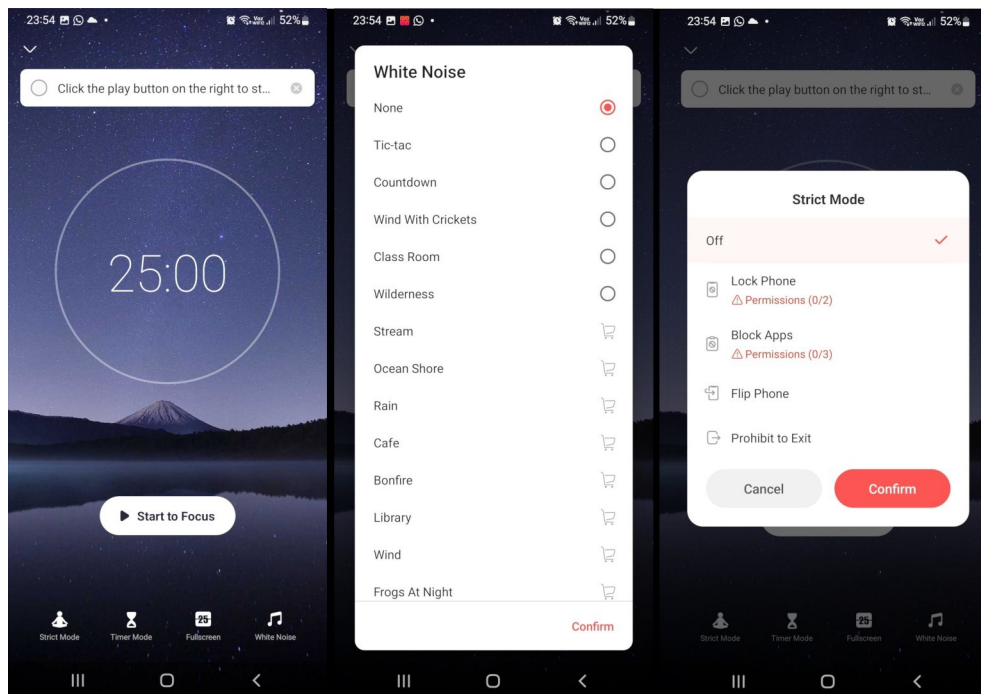 23:54
52%
Click the play button on the right to st...
25:00
Start to Focus
Strict Mode
Timer Mode
25
Fullscreen
White Noise
23:54
52%
White Noise
None
Tic-tac
Countdown
Wind With Crickets
Class Room
Wilderness
Stream
Ocean Shore
Rain
Cafe
Bonfire
Library
Wind
Frogs At Night
Confirm
23:54
52%
Click the play button on the right to st...
Strict Mode
Off
Lock Phone
Permissions (0/2)
Block Apps
Permissions (0/3)
Flip Phone
Prohibit to Exit
Cancel
Confirm
Strict Mode
Timer Mode
25
Fullscreen
White Noise